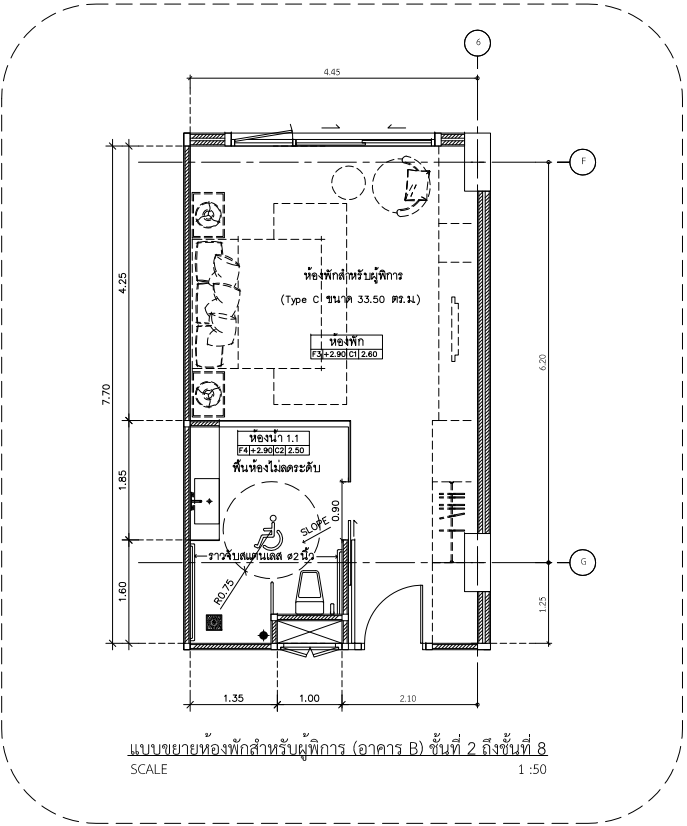 6
4.45
F
ห้องพักสำหรับผู้พิการ
(Type C ขนาด 33.50 ตร.ม.)
ห้องพัก
F3 +2.90 C1 2.60
4.25
7.70
6.20
ห้องน้ำ 1.1
F4 +2.90 C2 2.50
พื้นห้องไม่ลดระดับ
1.85
0.90
SLOPE
ราวจับสแตนเลส ø2 นิ้ว
G
R0.75
1.60
1.25
1.35
1.00
2.10
แบบขยายห้องพักสำหรับผู้พิการ (อาคาร B) ชั้นที่ 2 ถึงชั้นที่ 8
SCALE 1 :50